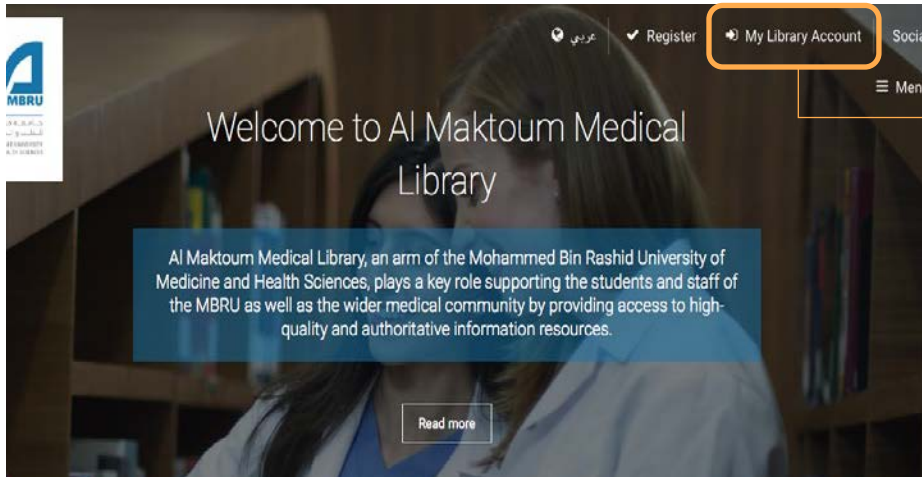 عربي
Register
My Library Account
Socia
Men
MBRU
Welcome to Al Maktoum Medical
Library
Al Maktoum Medical Library, an arm of the Mohammed Bin Rashid University of
Medicine and Health Sciences, plays a key role supporting the students and staff of
the MBRU as well as the wider medical community by providing access to high-
quality and authoritative information resources.
Read more